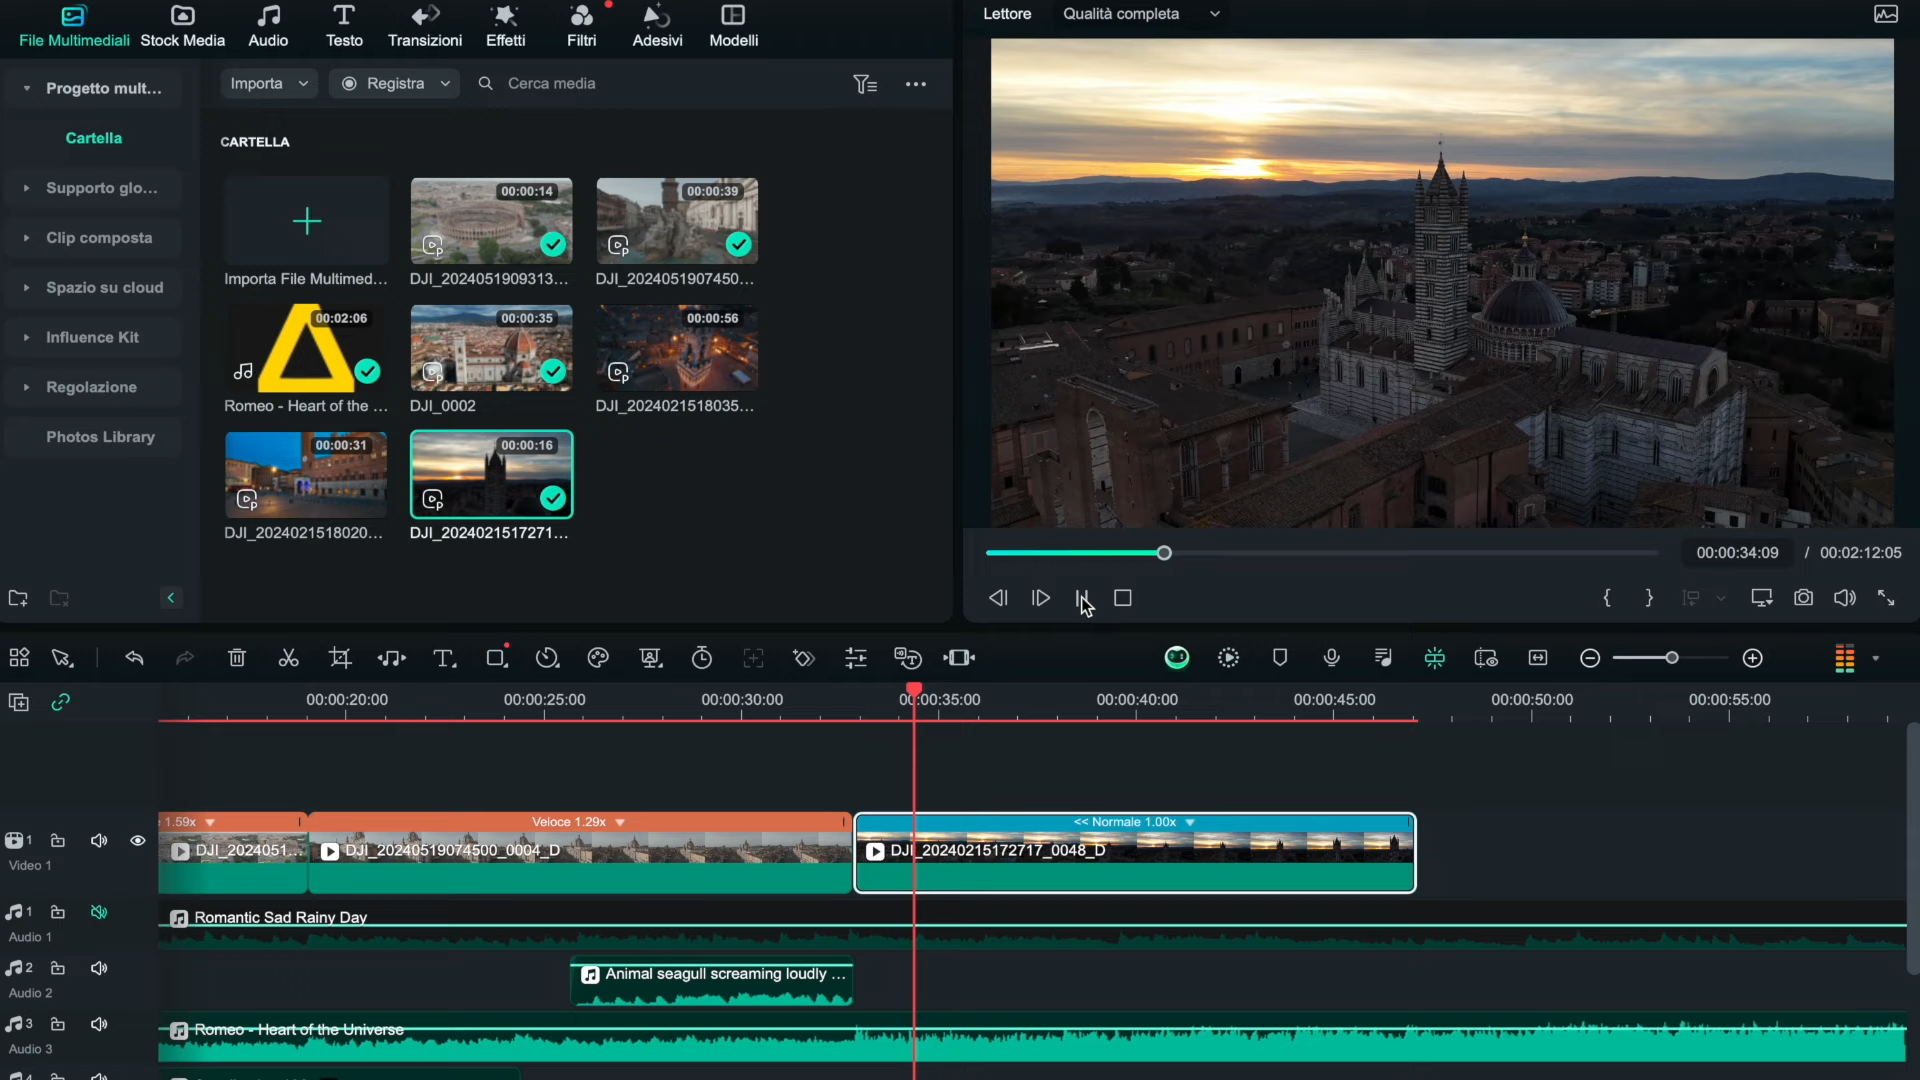 File Multimediali
Stock Media
Audio
Testo
Transizioni
Effetti
Filtri
Adesivi
Modelli
Lettore
Qualità completa
Progetto mult...
Cartella
Supporto glo...
Clip composta
Spazio su cloud
Influence Kit
Regolazione
Photos Library
Importa
Registra
Cerca media
CARTELLA
00:00:14
00:00:39
Importa File Multimed...
DJI_2024051909313...
DJI_2024051907450...
00:02:06
00:00:35
00:00:56
Romeo - Heart of the ...
DJI_0002
DJI_2024021518035...
00:00:31
00:00:16
DJI_2024021518020...
DJI_2024021517271...
00:00:34:09 / 00:02:12:05
00:00:20:00
00:00:25:00
00:00:30:00
00:00:35:00
00:00:40:00
00:00:45:00
00:00:50:00
00:00:55:00
1.59x
Veloce 1.29x
<< Normale 1.00x
1
DJI_2024051...
DJI_20240519074500_0004_D
DJI_20240215172717_0048_D
Video 1
1
Romantic Sad Rainy Day
Audio 1
2
Animal seagull screaming loudly ...
Audio 2
3
Romeo - Heart of the Universe
Audio 3